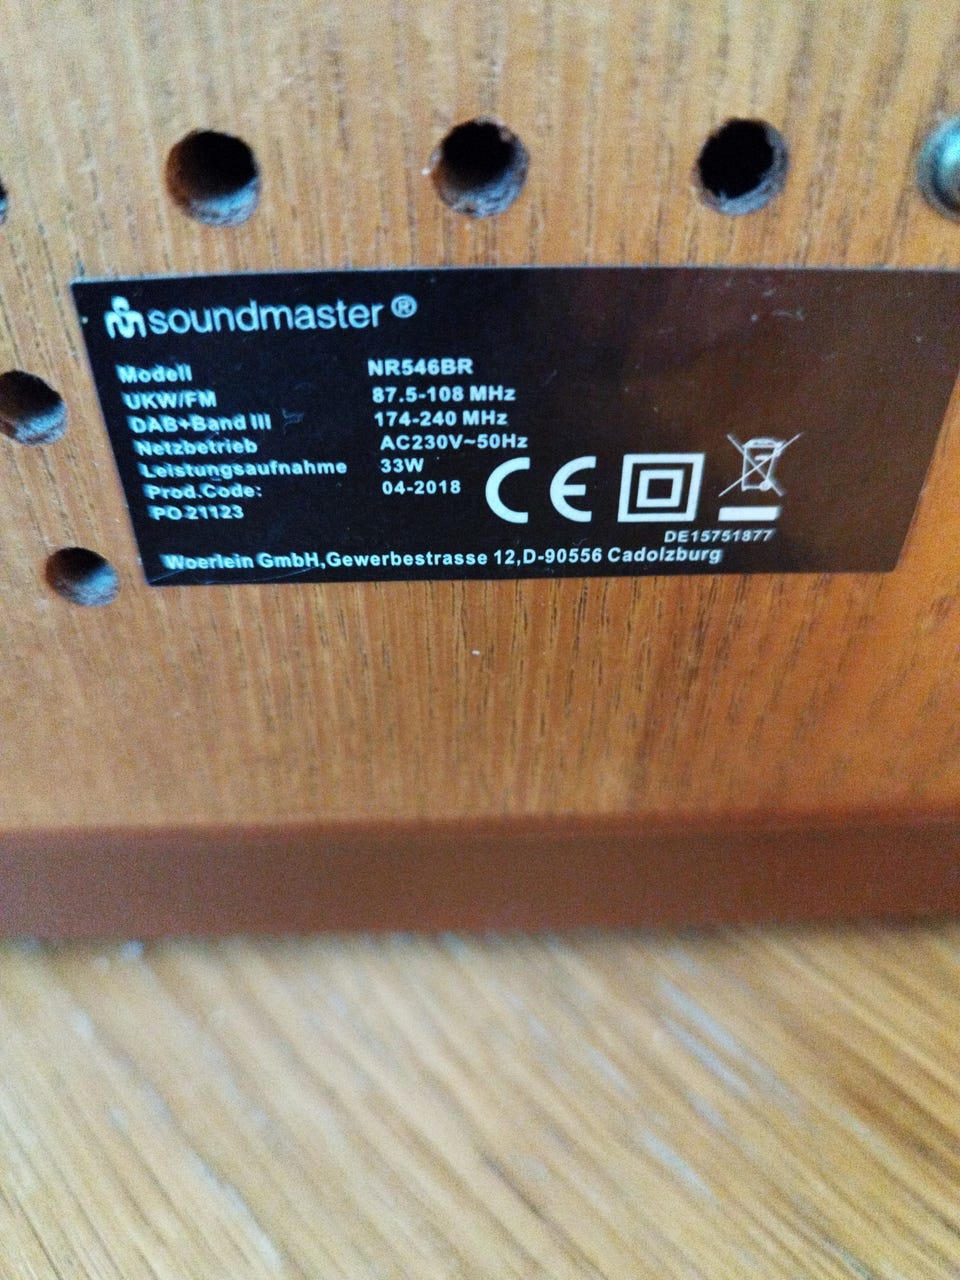 soundmaster®
Modell NR546BR
UKW/FM 87.5-108 MHz
DAB+Band III 174-240 MHz
Netzbetrieb AC230V~50Hz
Leistungsaufnahme 33W
Prod.Code: 04-2018
PO 21123
CE
DE15751877
Woerlein GmbH,Gewerbestrasse 12,D-90556 Cadolzburg